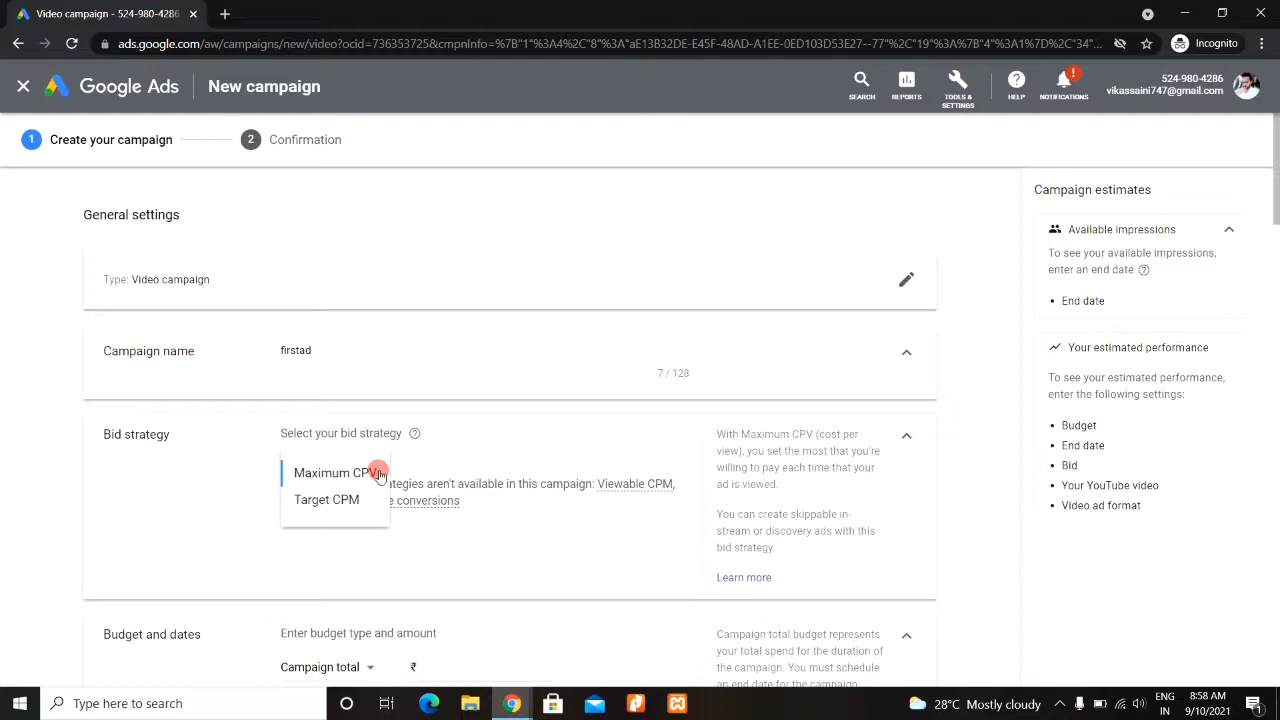 Video campaign - 524-980-4286
ads.google.com/aw/campaigns/new/video?ocid=736353725&cmpnInfo=%7B"1"%3A4%2C"8"%3A"aE13B32DE-E45F-48AD-A1EE-0ED103D53E27--77"%2C"19"%3A%7B"4"%3A1%7D%2C"34"...
Incognito
Google Ads
New campaign
SEARCH
REPORTS
TOOLS &
SETTINGS
HELP
NOTIFICATIONS
524-980-4286
vikassaini747@gmail.com
1 Create your campaign
2 Confirmation
General settings
Type: Video campaign
Campaign name
firstad
7 / 128
Bid strategy
Select your bid strategy
Maximum CPV
Target CPM
ategies aren't available in this campaign: Viewable CPM,
e conversions
With Maximum CPV (cost per
view), you set the most that you're
willing to pay each time that your
ad is viewed.
You can create skippable in-
stream or discovery ads with this
bid strategy.
Learn more
Budget and dates
Enter budget type and amount
Campaign total
₹
Campaign total budget represents
your total spend for the duration of
the campaign. You must schedule
an end date for the campaign
Campaign estimates
Available impressions
To see your available impressions,
enter an end date
• End date
Your estimated performance
To see your estimated performance,
enter the following settings:
• Budget
• End date
• Bid
• Your YouTube video
• Video ad format
Type here to search
28°C Mostly cloudy
ENG
IN
8:58 AM
9/10/2021